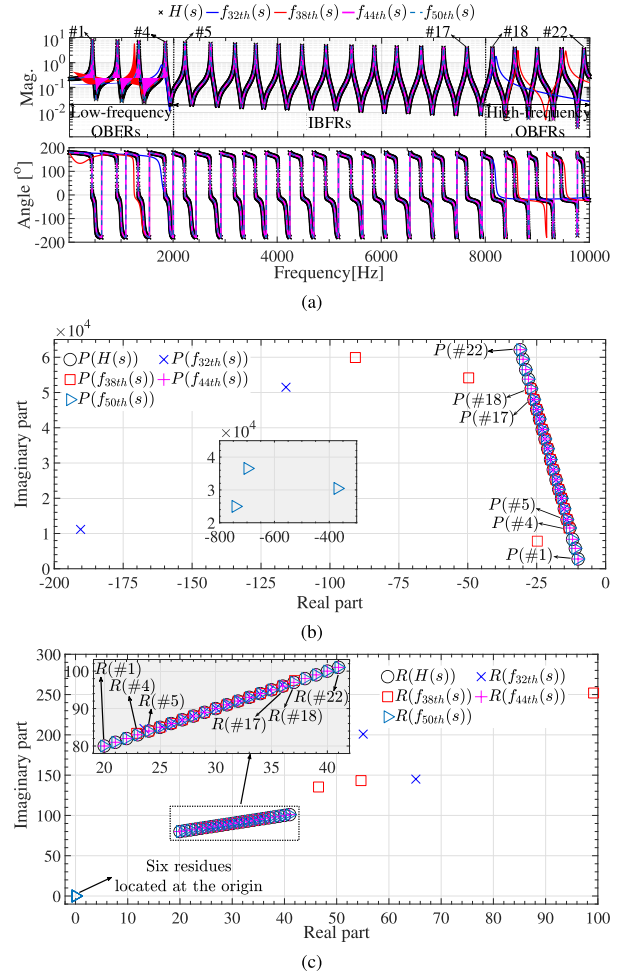 × H(s) — f32th(s) — f38th(s) — f44th(s) -- f50th(s)
#1 #4 #5 #17 #18 #22
Mag.
10^1
10^0
10^-1
10^-2
Low-frequency
OBFRs
IBFRs
High-frequency
OBFRs
Angle [°]
200
100
0
-100
-200
2000 4000 5000 6000 7000 8000 10000
Frequency[Hz]
(a)
×10^4
Imaginary part
6
5
4
3
2
1
0
P(H(s)) P(f32th(s))
P(f38th(s)) P(f44th(s))
P(f50th(s))
P(#22)
P(#18)
P(#17)
P(#5)
P(#4)
P(#1)
×10^4
4
3
2
-800 -600 -400
-200 -175 -150 -125 -100 -75 -50 -25 0
Real part
(b)
Imaginary part
300
250
200
150
100
50
0
R(H(s)) R(f32th(s))
R(f38th(s)) R(f44th(s))
R(f50th(s))
100
90
80
R(#1)
R(#4)
R(#5)
R(#17)
R(#18)
R(#22)
20 25 30 35 40
Six residues
located at the origin
0 10 20 30 40 50 60 70 80 90 100
Real part
(c)